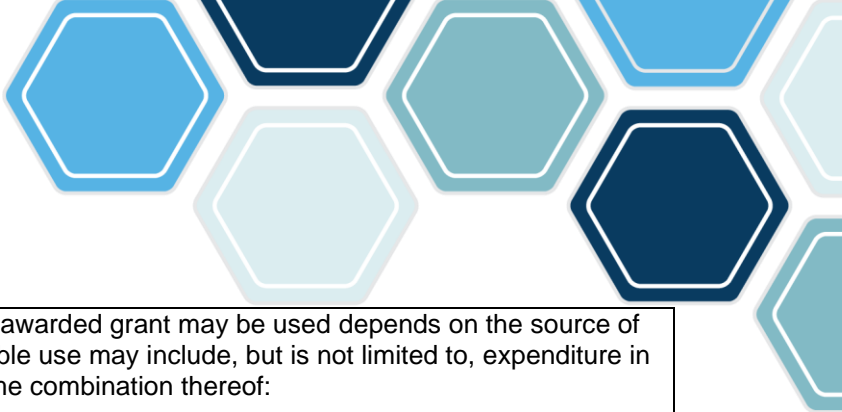 awarded grant may be used depends on the source of
ble use may include, but is not limited to, expenditure in
ne combination thereof: